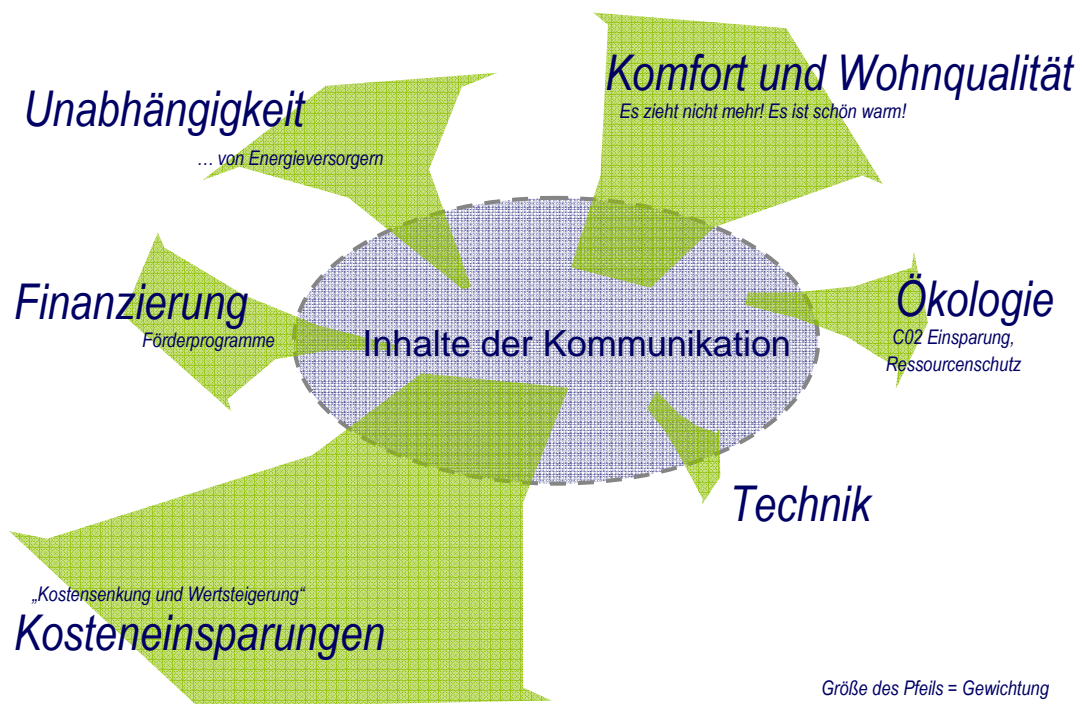 Komfort und Wohnqualität
Es zieht nicht mehr! Es ist schön warm!
Unabhängigkeit
… von Energieversorgern
Finanzierung
Förderprogramme
Inhalte der Kommunikation
Ökologie
C02 Einsparung,
Ressourcenschutz
Technik
„Kostensenkung und Wertsteigerung“
Kosteneinsparungen
Größe des Pfeils = Gewichtung